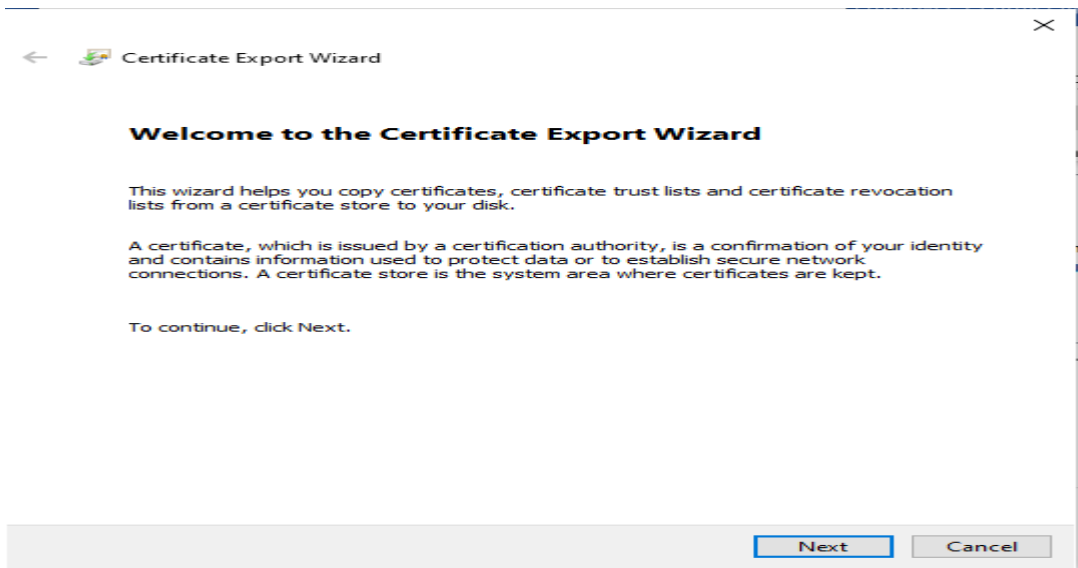 Certificate Export Wizard
Welcome to the Certificate Export Wizard
This wizard helps you copy certificates, certificate trust lists and certificate revocation
lists from a certificate store to your disk.
A certificate, which is issued by a certification authority, is a confirmation of your identity
and contains information used to protect data or to establish secure network
connections. A certificate store is the system area where certificates are kept.
To continue, click Next.
Next Cancel